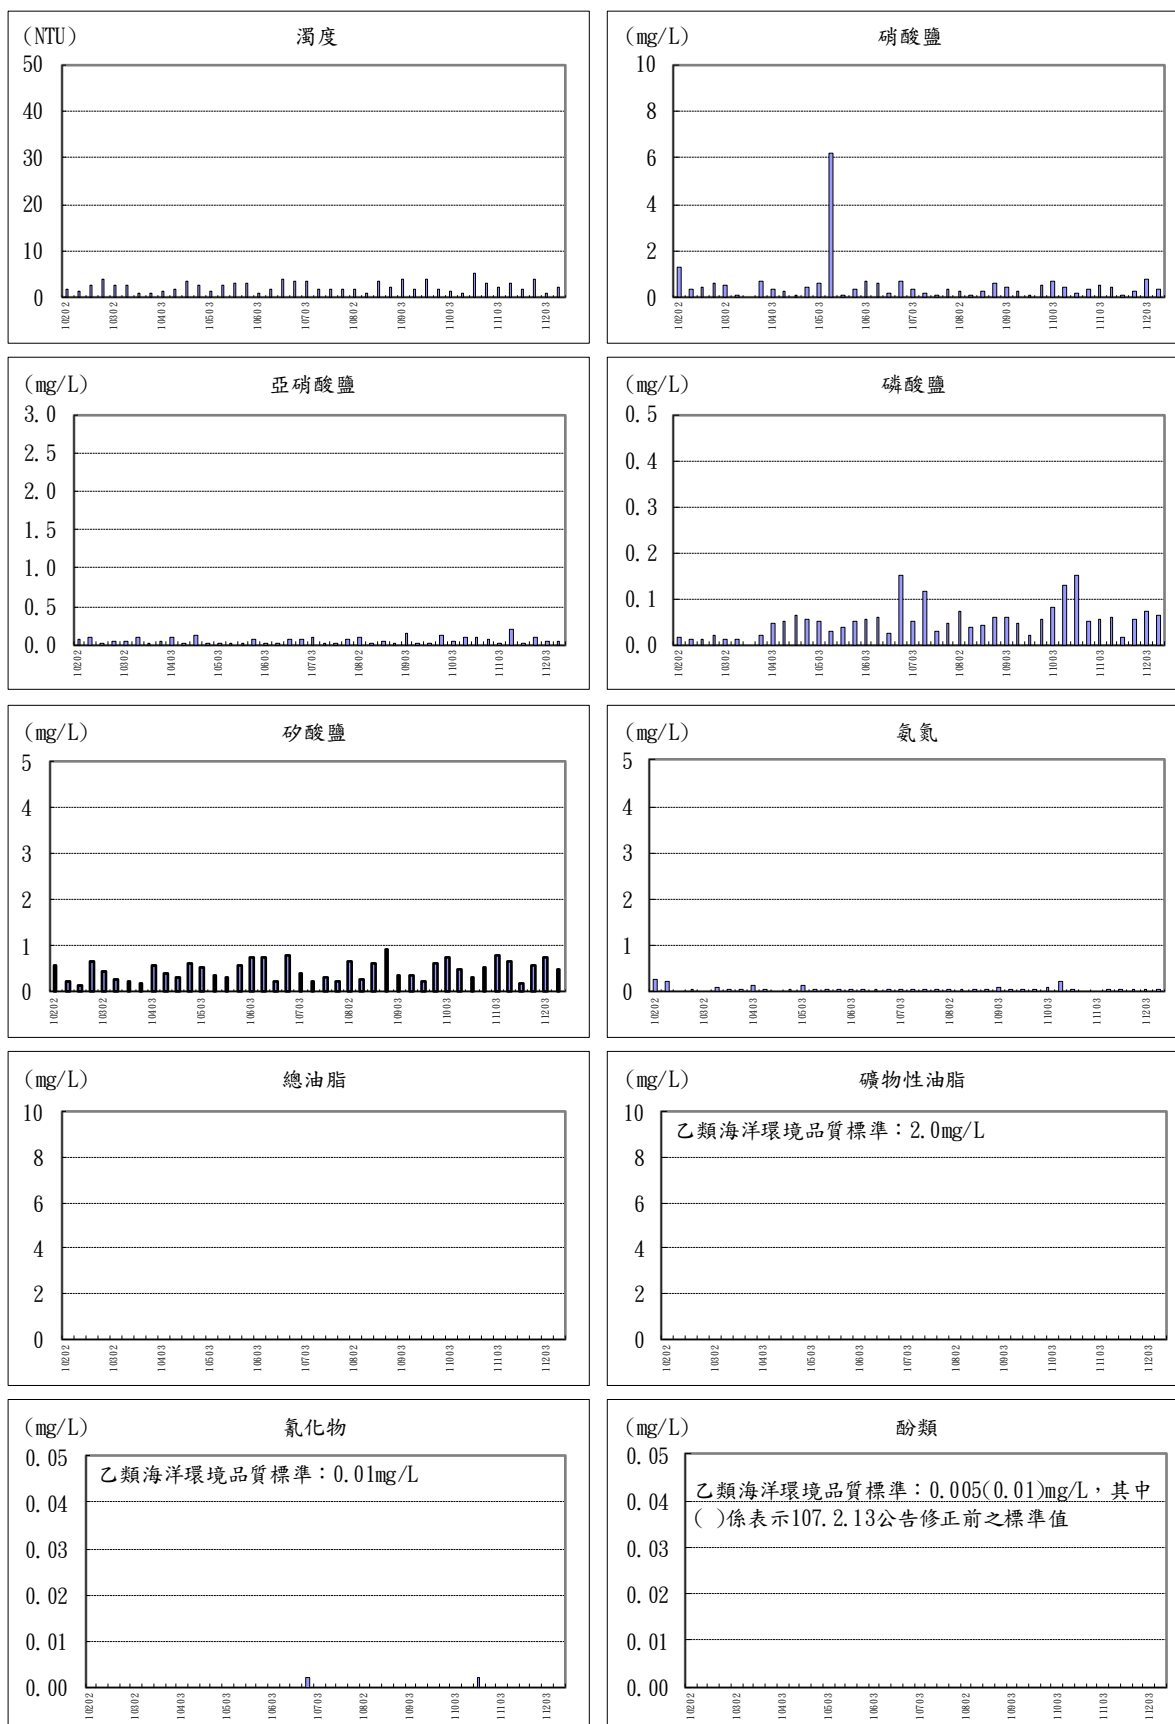 (NTU) 濁度
50
40
30
20
10
0
10202 10302 10403 10503 10603 10703 10802 10903 11003 11103 11203
(mg/L) 硝酸鹽
10
8
6
4
2
0
10202 10302 10403 10503 10603 10703 10802 10903 11003 11103 11203
(mg/L) 亞硝酸鹽
3.0
2.5
2.0
1.5
1.0
0.5
0.0
10202 10302 10403 10503 10603 10703 10802 10903 11003 11103 11203
(mg/L) 磷酸鹽
0.5
0.4
0.3
0.2
0.1
0.0
10202 10302 10403 10503 10603 10703 10802 10903 11003 11103 11203
(mg/L) 矽酸鹽
5
4
3
2
1
0
10202 10302 10403 10503 10603 10703 10802 10903 11003 11103 11203
(mg/L) 氨氮
5
4
3
2
1
0
10202 10302 10403 10503 10603 10703 10802 10903 11003 11103 11203
(mg/L) 總油脂
10
8
6
4
2
0
10202 10302 10403 10503 10603 10703 10802 10903 11003 11103 11203
(mg/L) 礦物性油脂
10
乙類海洋環境品質標準：2.0mg/L
8
6
4
2
0
10202 10302 10403 10503 10603 10703 10802 10903 11003 11103 11203
(mg/L) 氰化物
0.05
乙類海洋環境品質標準：0.01mg/L
0.04
0.03
0.02
0.01
0.00
10202 10302 10403 10503 10603 10703 10802 10903 11003 11103 11203
(mg/L) 酚類
0.05
乙類海洋環境品質標準：0.005(0.01)mg/L，其中
0.04
( )係表示107.2.13公告修正前之標準值
0.03
0.02
0.01
0.00
10202 10302 10403 10503 10603 10703 10802 10903 11003 11103 11203